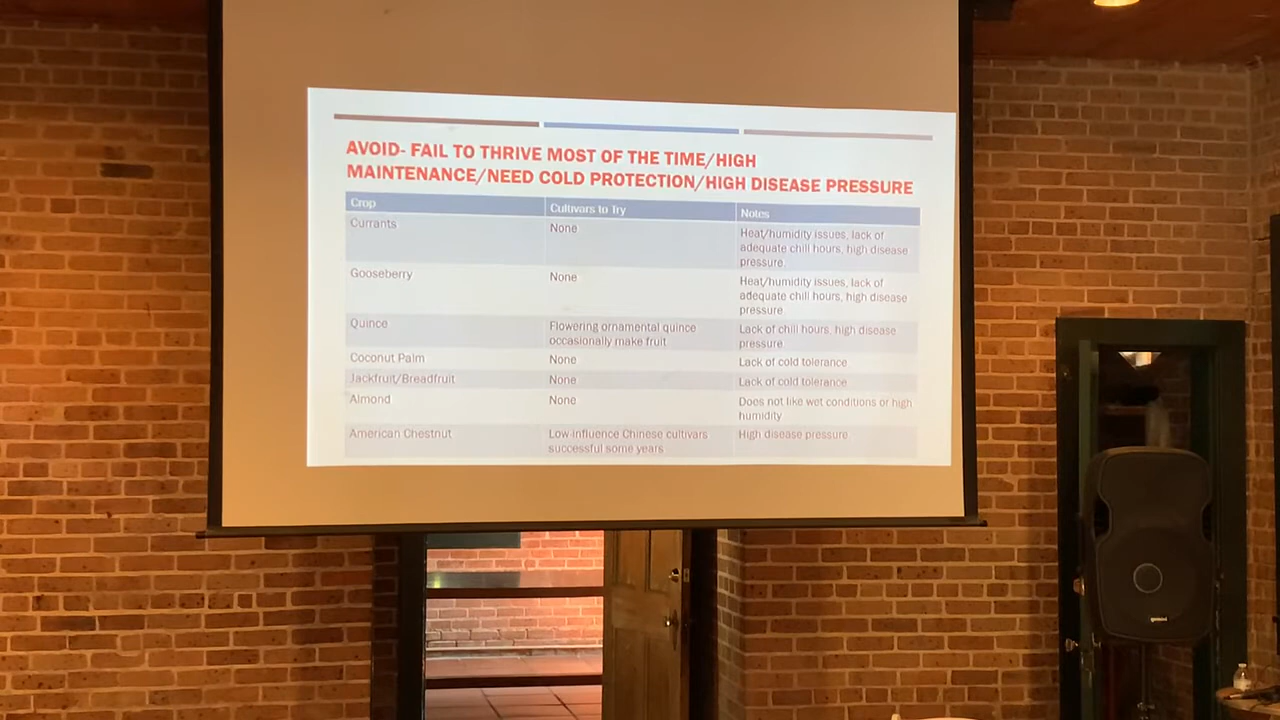 AVOID- FAIL TO THRIVE MOST OF THE TIME/HIGH
MAINTENANCE/NEED COLD PROTECTION/HIGH DISEASE PRESSURE
Crop Cultivars to Try Notes
Currants None Heat/humidity issues, lack of
adequate chill hours, high disease
pressure
Gooseberry None Heat/humidity issues, lack of
adequate chill hours, high disease
pressure
Quince Flowering ornamental quince Lack of chill hours, high disease
occasionally make fruit pressure
Coconut Palm None Lack of cold tolerance
Jackfruit/Breadfruit None Lack of cold tolerance
Almond None Does not like wet conditions or high
humidity
American Chestnut Low-influence Chinese cultivars High disease pressure
successful some years